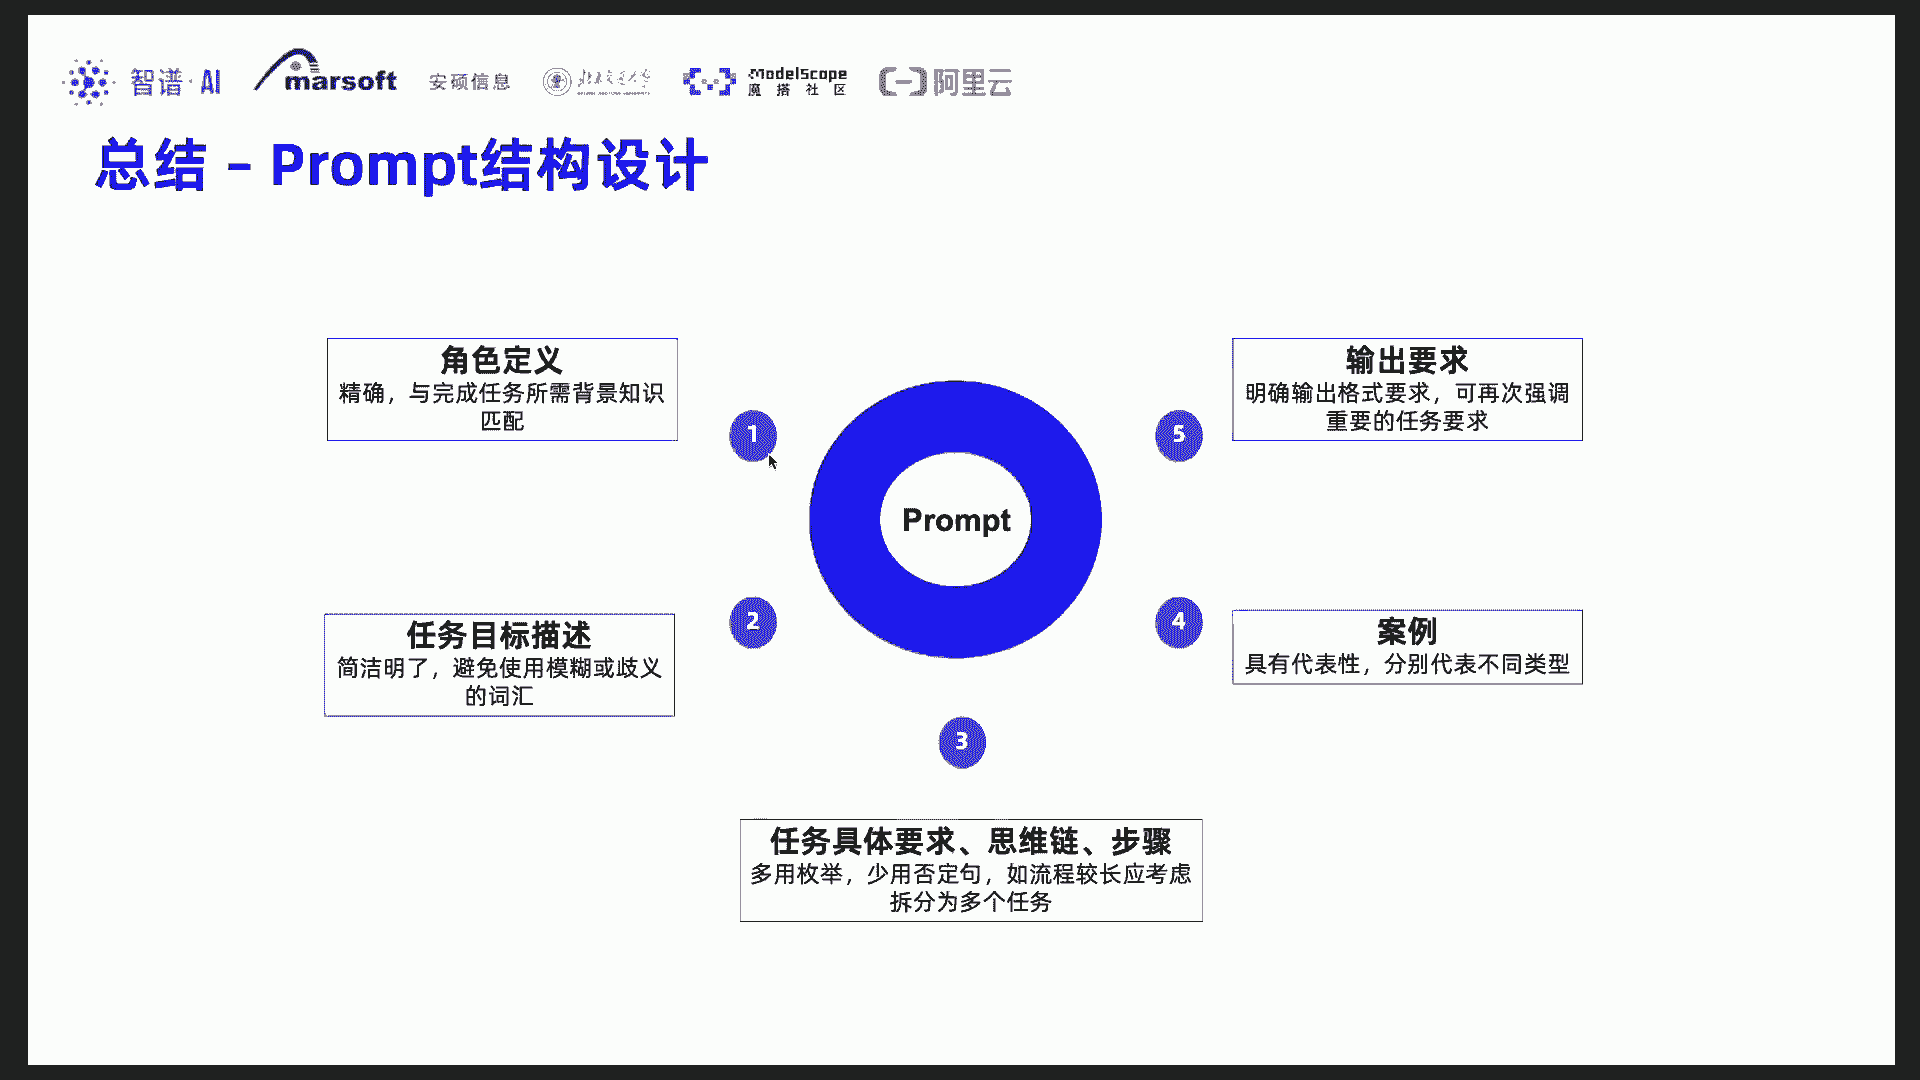 智谱·AI
marsoft
安硕信息
ModelScope
魔搭社区
阿里云
总结 – Prompt结构设计
角色定义
精确，与完成任务所需背景知识
匹配
1
任务目标描述
简洁明了，避免使用模糊或歧义
的词汇
2
Prompt
3
任务具体要求、思维链、步骤
多用枚举，少用否定句，如流程较长应考虑
拆分为多个任务
4
案例
具有代表性，分别代表不同类型
5
输出要求
明确输出格式要求，可再次强调
重要的任务要求